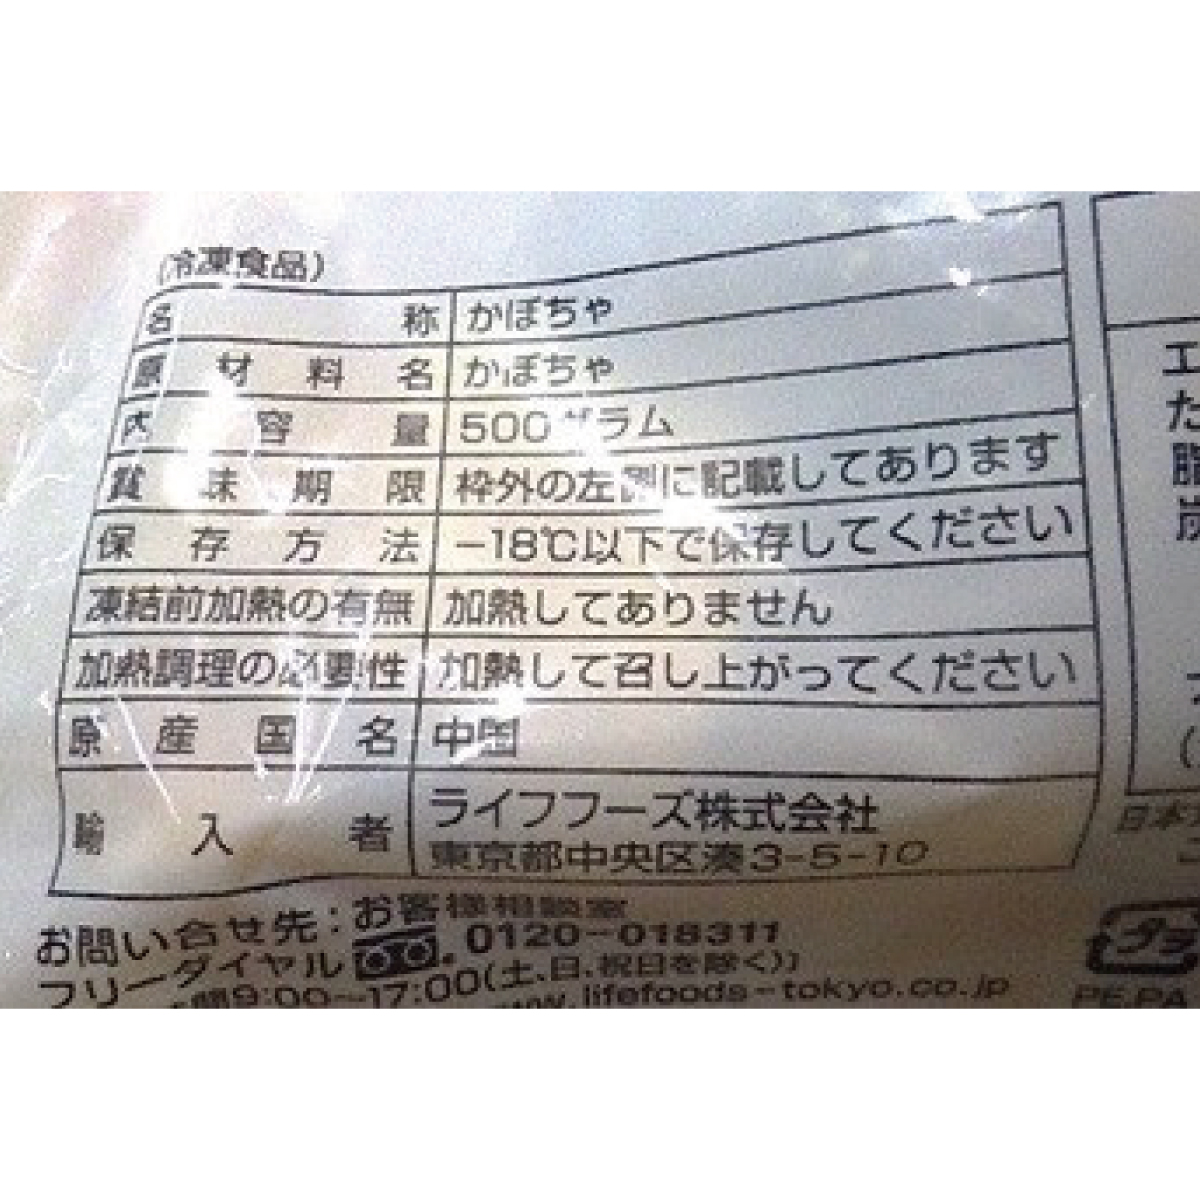 (冷凍食品)
名称 かぼちゃ
原材料名 かぼちゃ
内容量 500グラム
賞味期限 枠外の左側に記載してあります
保存方法 -18℃以下で保存してください
凍結前加熱の有無 加熱してありません
加熱調理の必要性 加熱して召し上がってください
原産国名 中国
輸入者 ライフフーズ株式会社
東京都中央区湊3-5-10
お問い合せ先:お客様相談室
フリーダイヤル 0120-018311
9:00~17:00(土、日、祝日を除く)
www.lifefoods-tokyo.co.jp
エ
た
脂
炭
日本
プラ
PE,PA